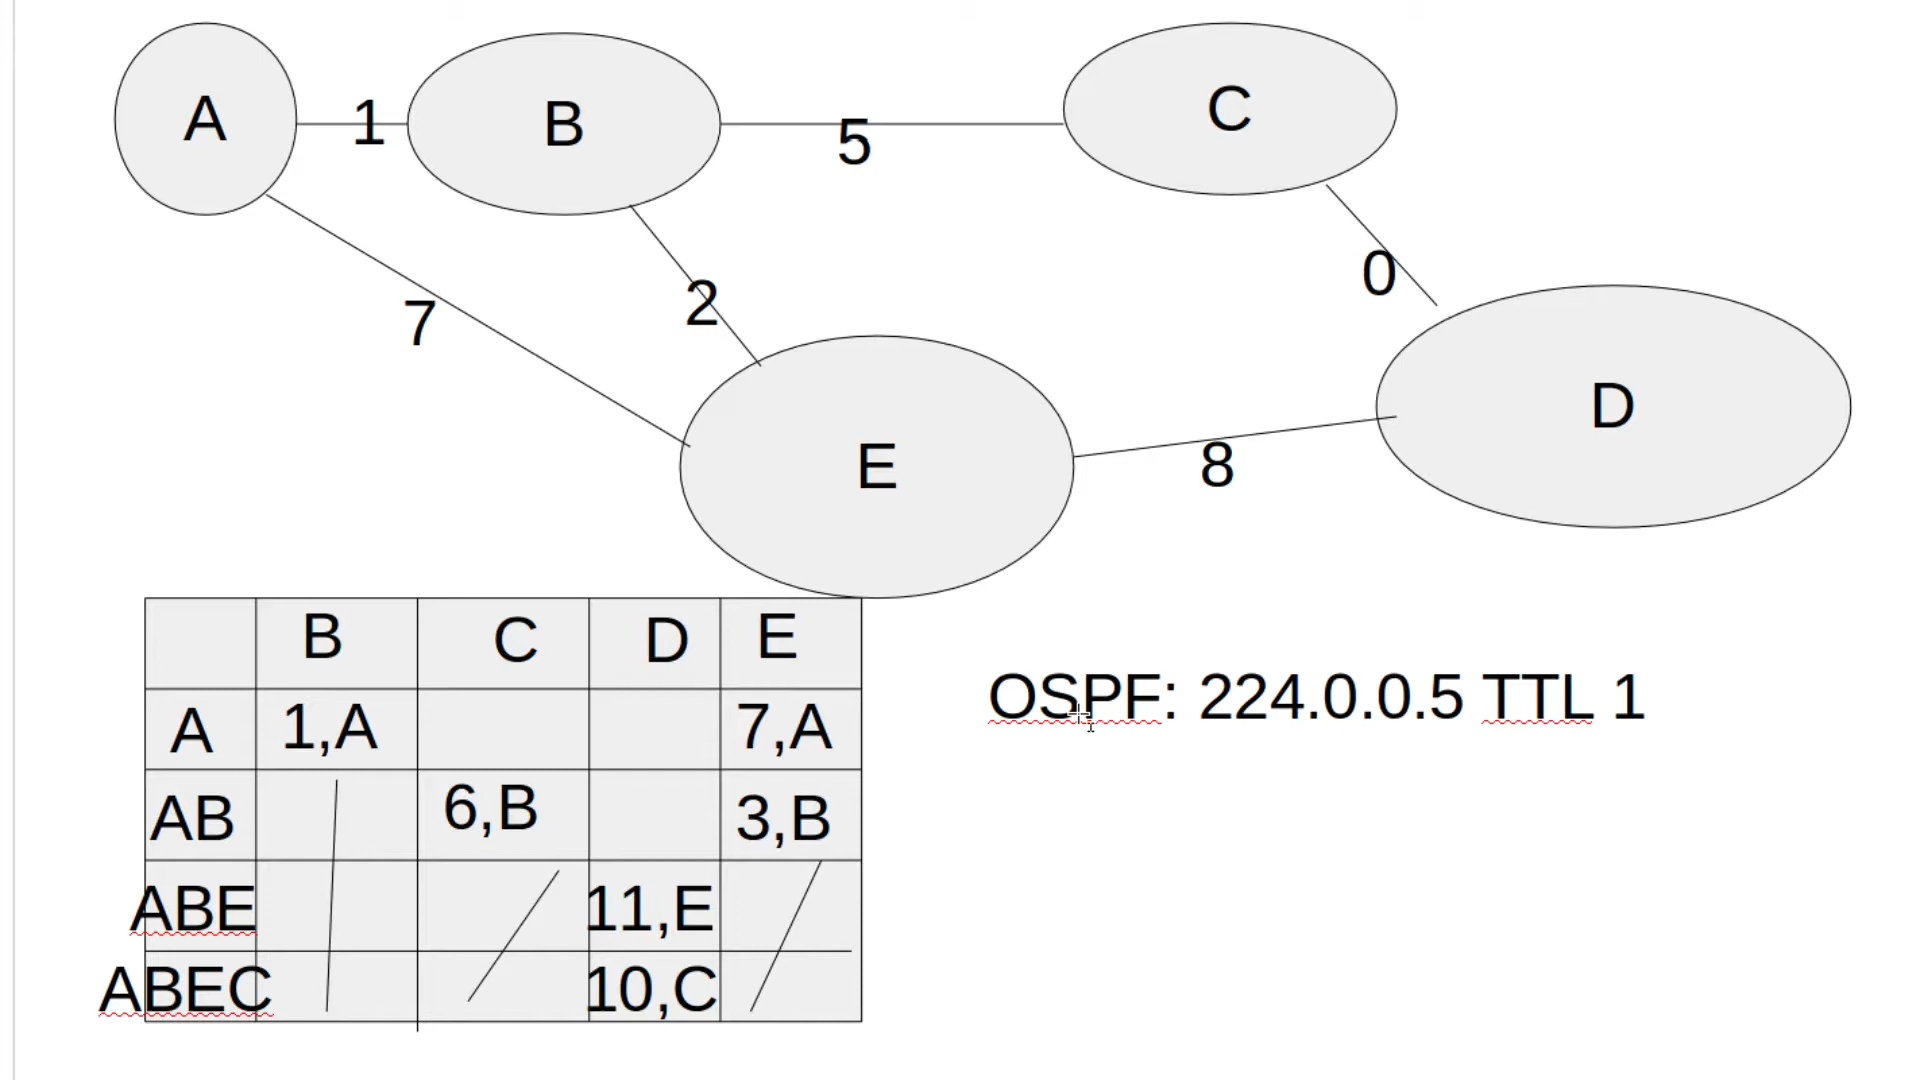 A
1
B
5
C
7
2
0
E
8
D
B C D E
A 1,A 7,A
AB 6,B 3,B
ABE 11,E
ABEC 10,C
OSPF: 224.0.0.5 TTL 1